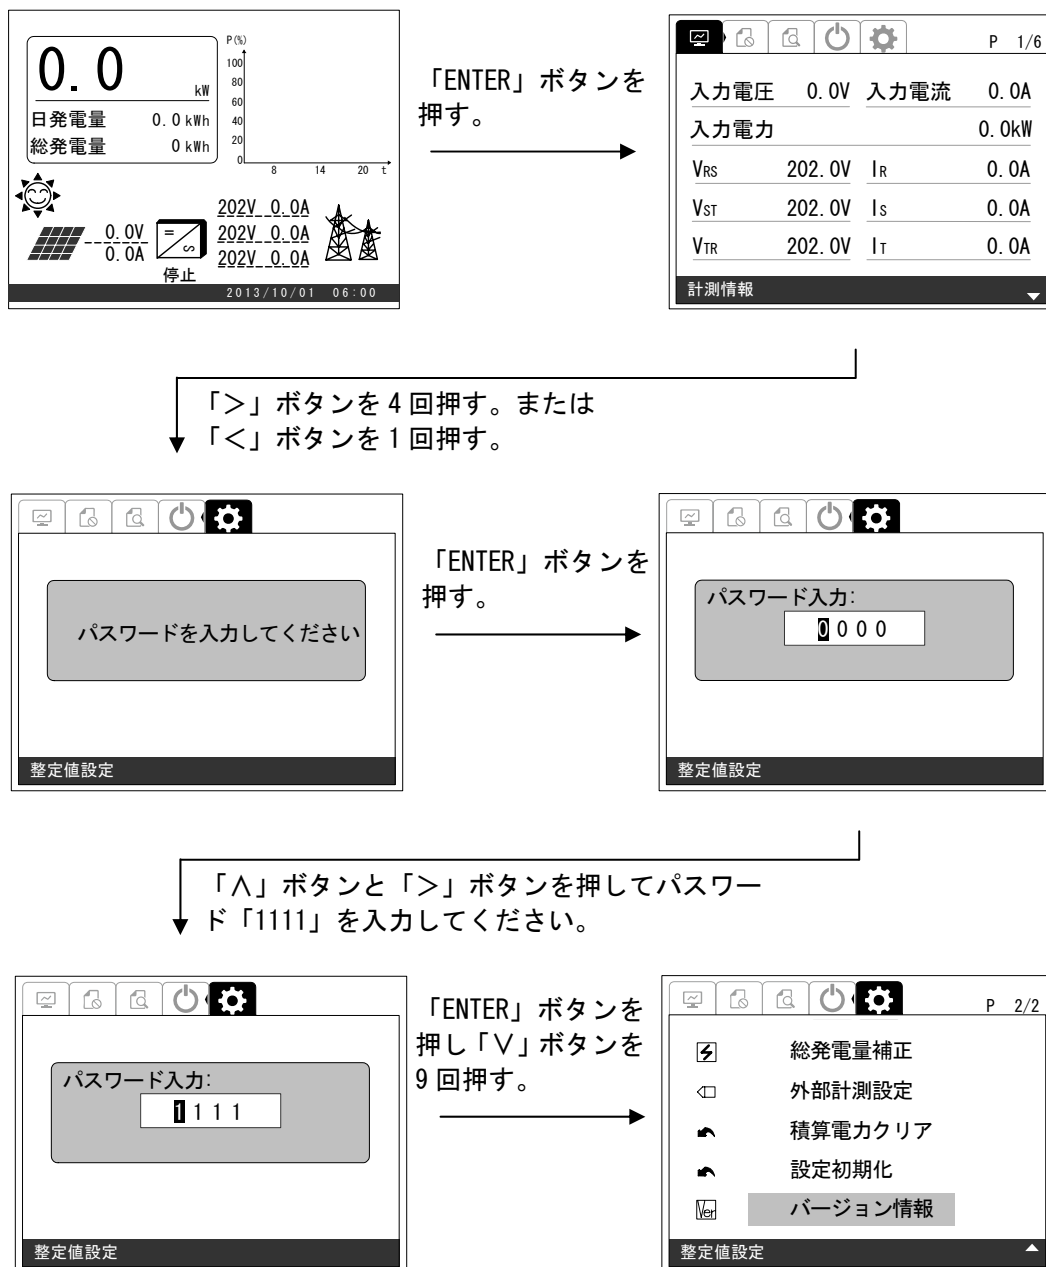 P(%)
100
80
60
40
20
0
8 14 20 t
0.0 kW
日発電量 0.0 kWh
総発電量 0 kWh
0.0V
0.0A
停止
202V 0.0A
202V 0.0A
202V 0.0A
2013/10/01 06:00
「ENTER」ボタンを
押す。
P 1/6
入力電圧 0.0V 入力電流 0.0A
入力電力 0.0kW
VRS 202.0V IR 0.0A
VST 202.0V IS 0.0A
VTR 202.0V IT 0.0A
計測情報
「＞」ボタンを4回押す。または
「＜」ボタンを1回押す。
パスワードを入力してください
整定値設定
「ENTER」ボタンを
押す。
パスワード入力:
0000
整定値設定
「∧」ボタンと「＞」ボタンを押してパスワー
ド「1111」を入力してください。
パスワード入力:
1111
整定値設定
「ENTER」ボタンを
押し「∨」ボタンを
9回押す。
P 2/2
総発電量補正
外部計測設定
積算電力クリア
設定初期化
Ver バージョン情報
整定値設定